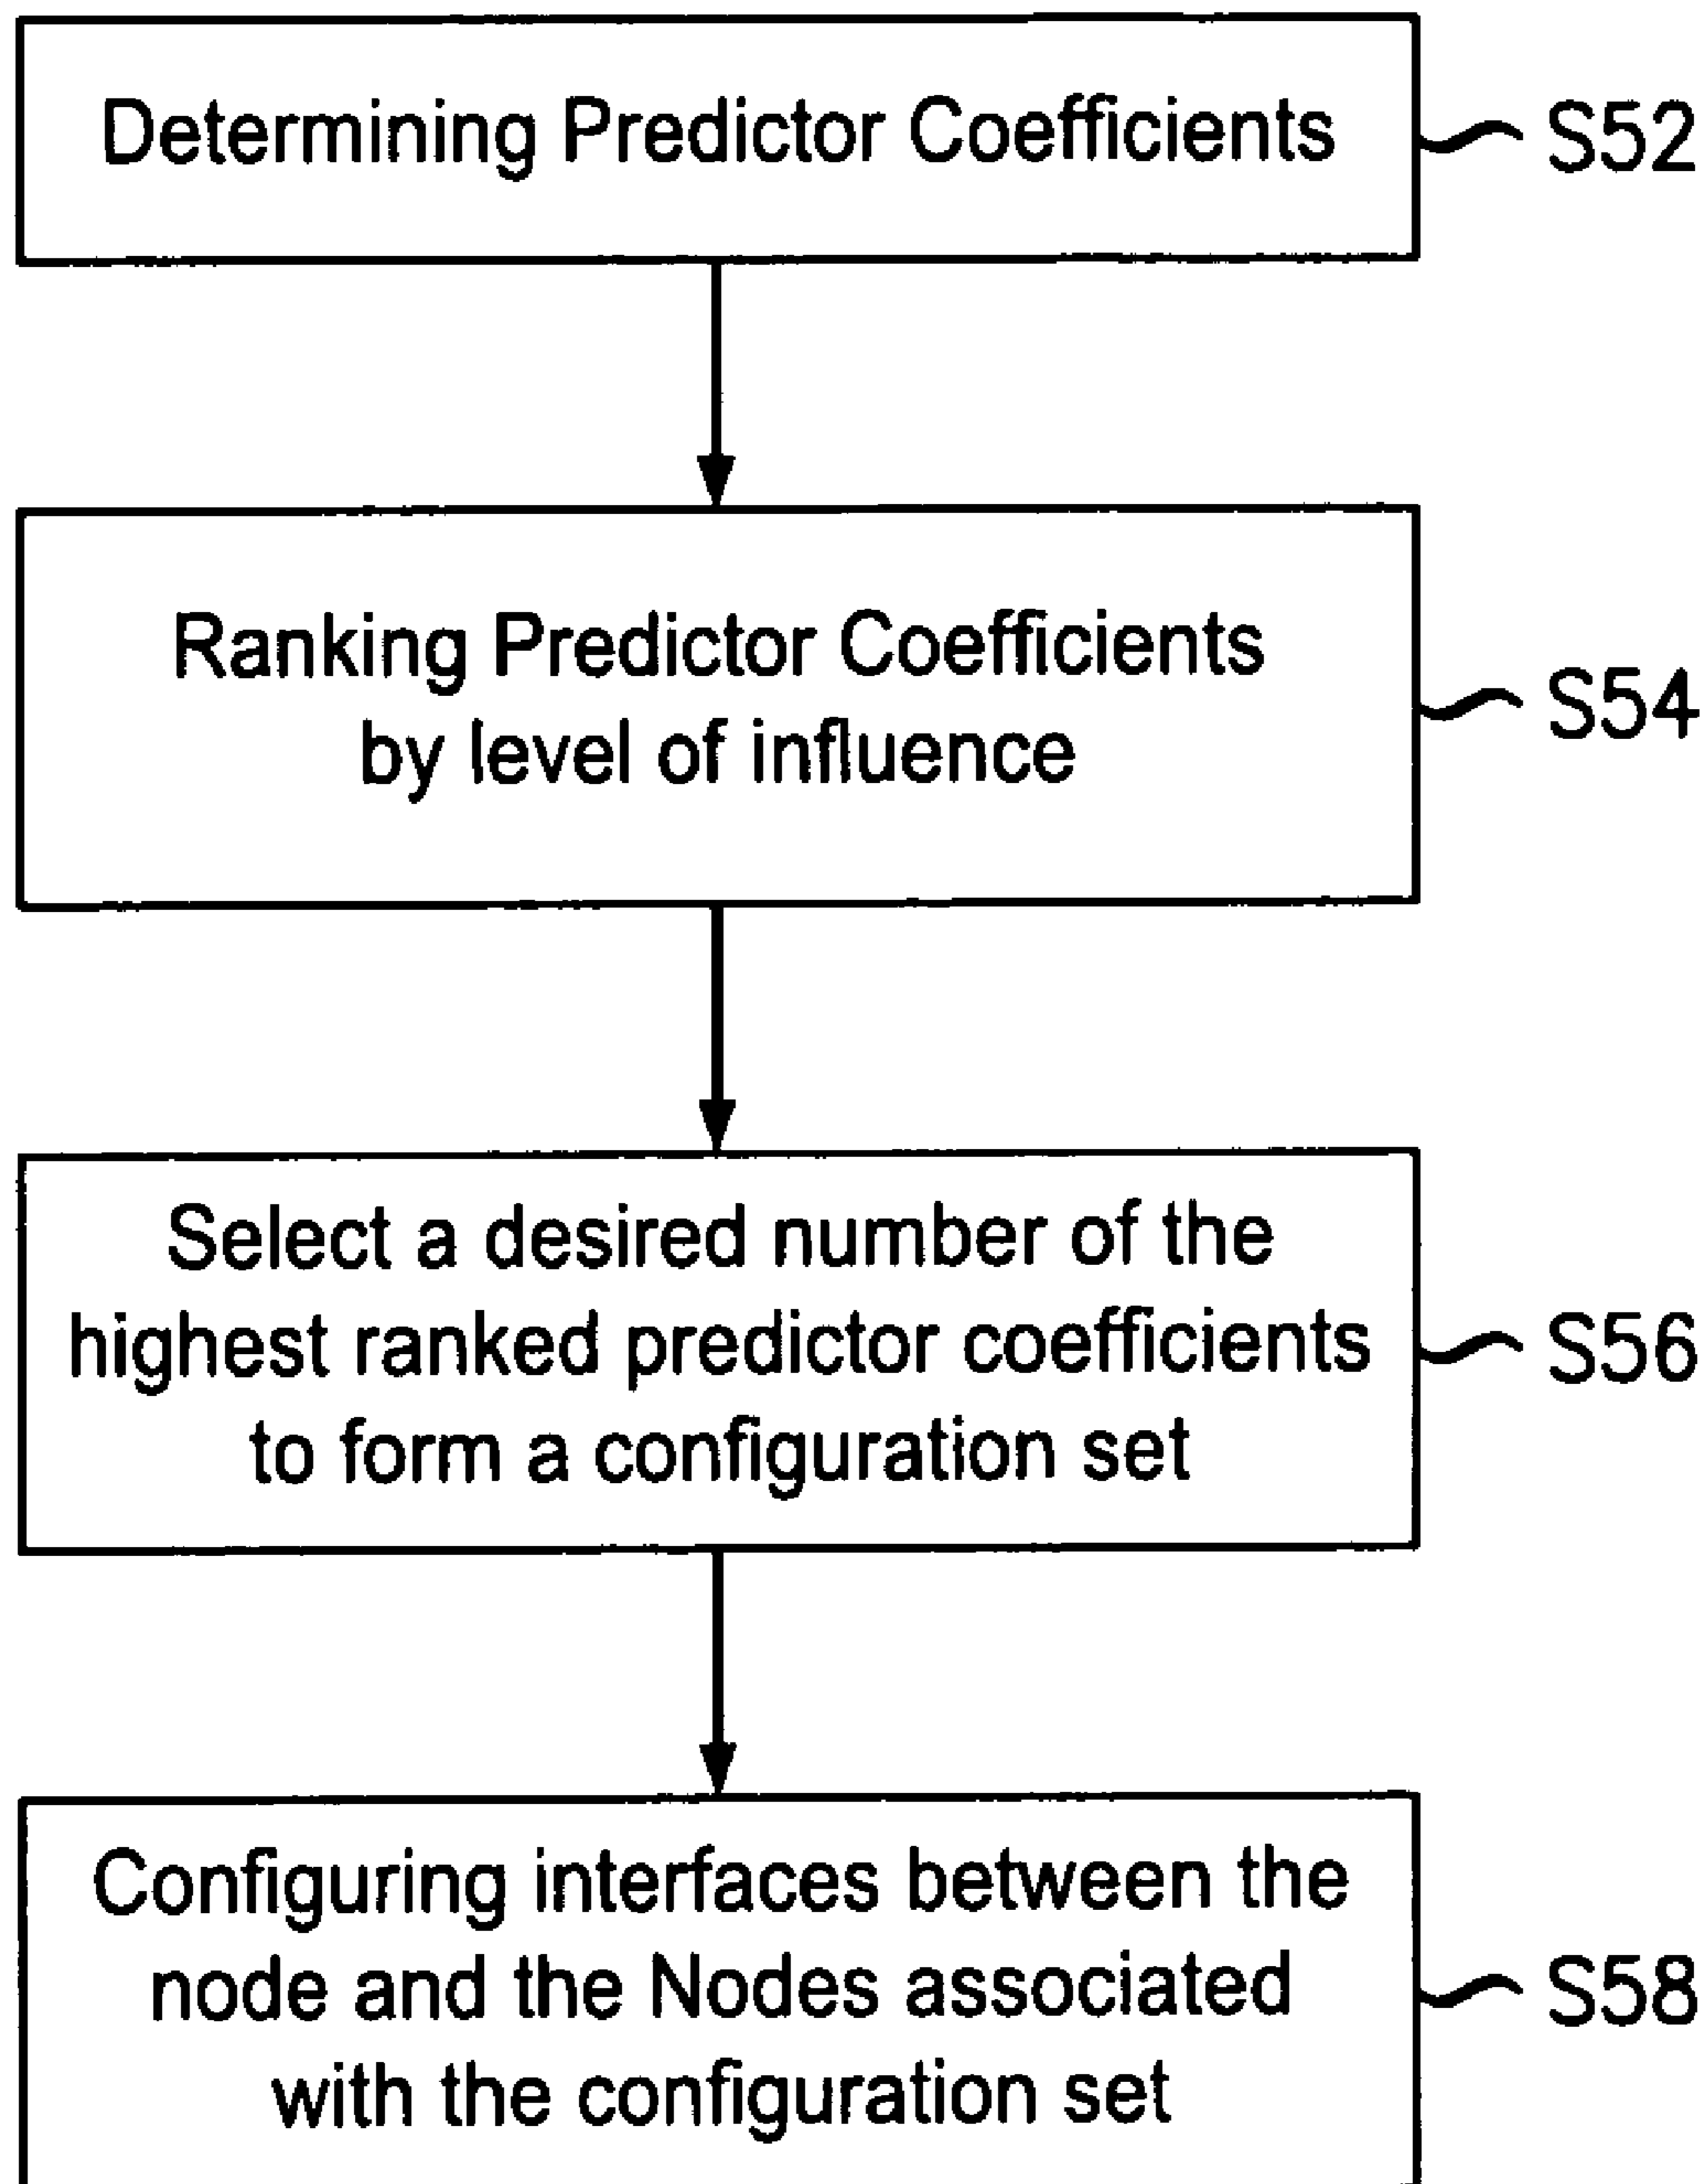 Determining Predictor Coefficients
S52
Ranking Predictor Coefficients
by level of influence
S54
Select a desired number of the
highest ranked predictor coefficients
to form a configuration set
S56
Configuring interfaces between the
node and the Nodes associated
with the configuration set
S58